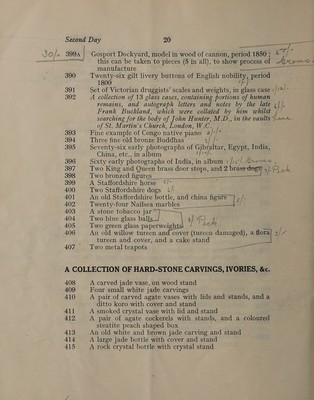 Second Day 20
30/- 399A Gosport Dockyard, model in wood of cannon, period 1850 ;
this can be taken to pieces (5 in all), to show process of
manufacture
390 Twenty-six gilt livery buttons of English nobility, period
1800
391 Set of Victorian druggists' scales and weights, in glass case
392 A collection of 13 glass cases, containing portions of human
remains, and autograph letters and notes by the late
Frank Buckland, which were collated by him whilst
searching for the body of John Hunter, M.D., in the vaults
of St. Martin's Church, London, W.C.
393 Fine example of Congo native piano
394 Three fine old bronze Buddhas
395 Seventy-six early photographs of Gibraltar, Egypt, India,
China, etc., in album
396 Sixty early photographs of India, in album
397 Two King and Queen brass door stops, and 2 brass dogs
398 Two bronzed figures
399 A Staffordshire horse
400 Two Staffordshire dogs
401 An old Staffordshire bottle, and china figure
402 Twenty-four Nailsea marbles
403 A stone tobacco jar
404 Two blue glass balls
405 Two green glass paperweights
406 An old willow tureen and cover (tureen damaged), a floral
tureen and cover, and a cake stand
407 Two metal teapots
A COLLECTION OF HARD-STONE CARVINGS, IVORIES, &c.
408 A carved jade vase, on wood stand
409 Four small white jade carvings
410 A pair of carved agate vases with lids and stands, and a
ditto koro with cover and stand
411 A smoked crystal vase with lid and stand
412 A pair of agate cockerels with stands, and a coloured
steatite peach shaped box
413 An old white and brown jade carving and stand
414 A large jade bottle with cover and stand
415 A rock crystal bottle with crystal stand